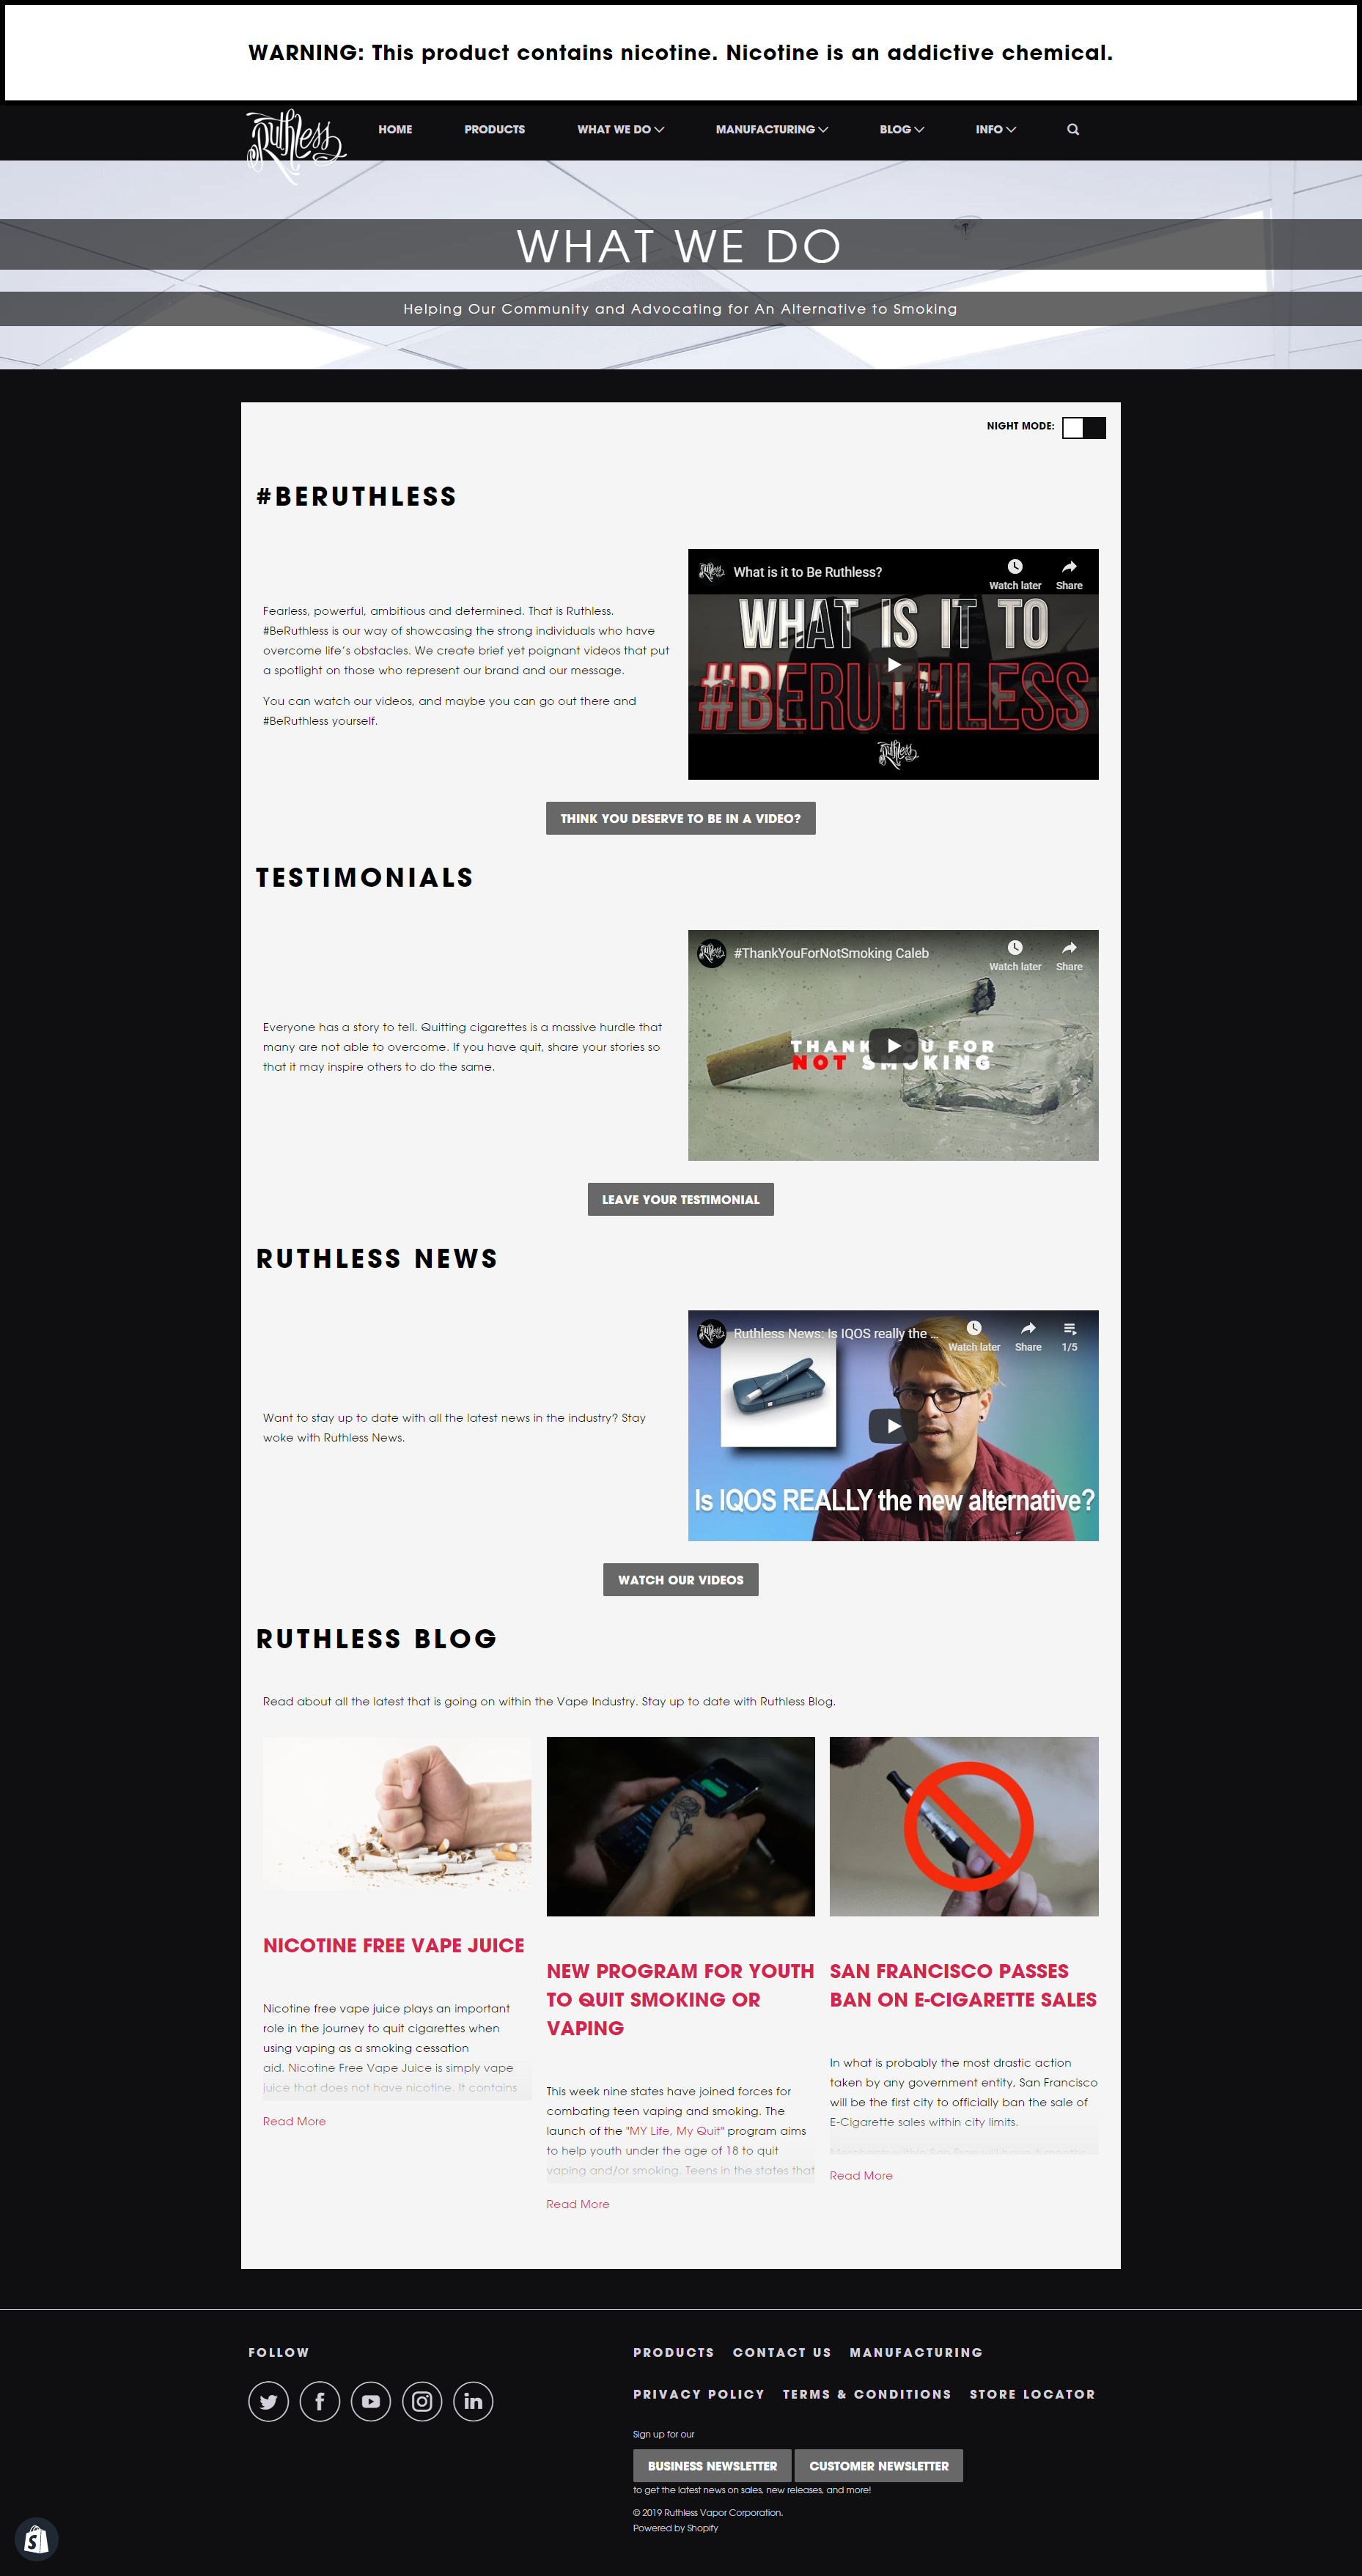 WARNING: This product contains nicotine. Nicotine is an addictive chemical.
Ruthless
HOME PRODUCTS WHAT WE DO MANUFACTURING BLOG INFO
WHAT WE DO
Helping Our Community and Advocating for An Alternative to Smoking
NIGHT MODE:
#BERUTHLESS
Fearless, powerful, ambitious and determined. That is Ruthless.
#BeRuthless is our way of showcasing the strong individuals who have
overcome life's obstacles. We create brief yet poignant videos that put
a spotlight on those who represent our brand and our message.
You can watch our videos, and maybe you can go out there and
#BeRuthless yourself.
Ruthless
What is it to Be Ruthless?
Watch later Share
WHAT IS IT TO
#BERUTHLESS
Ruthless
THINK YOU DESERVE TO BE IN A VIDEO?
TESTIMONIALS
Everyone has a story to tell. Quitting cigarettes is a massive hurdle that
many are not able to overcome. If you have quit, share your stories so
that it may inspire others to do the same.
Ruthless
#ThankYouForNotSmoking Caleb
Watch later Share
THANK YOU FOR
NOT SMOKING
LEAVE YOUR TESTIMONIAL
RUTHLESS NEWS
Want to stay up to date with all the latest news in the industry? Stay
woke with Ruthless News.
Ruthless
Ruthless News: Is IQOS really the ...
Watch later Share 1/5
Is IQOS REALLY the new alternative?
WATCH OUR VIDEOS
RUTHLESS BLOG
Read about all the latest that is going on within the Vape Industry. Stay up to date with Ruthless Blog.
NICOTINE FREE VAPE JUICE
Nicotine free vape juice plays an important
role in the journey to quit cigarettes when
using vaping as a smoking cessation
aid. Nicotine Free Vape Juice is simply vape
juice that does not have nicotine. It contains
Read More
NEW PROGRAM FOR YOUTH
TO QUIT SMOKING OR
VAPING
This week nine states have joined forces for
combating teen vaping and smoking. The
launch of the "MY Life, My Quit" program aims
to help youth under the age of 18 to quit
vaping and/or smoking. Teens in the states that
Read More
SAN FRANCISCO PASSES
BAN ON E-CIGARETTE SALES
In what is probably the most drastic action
taken by any government entity, San Francisco
will be the first city to officially ban the sale of
E-Cigarette sales within city limits.
Read More
FOLLOW
PRODUCTS CONTACT US MANUFACTURING
PRIVACY POLICY TERMS & CONDITIONS STORE LOCATOR
Sign up for our
BUSINESS NEWSLETTER CUSTOMER NEWSLETTER
to get the latest news on sales, new releases, and more!
© 2019 Ruthless Vapor Corporation.
Powered by Shopify